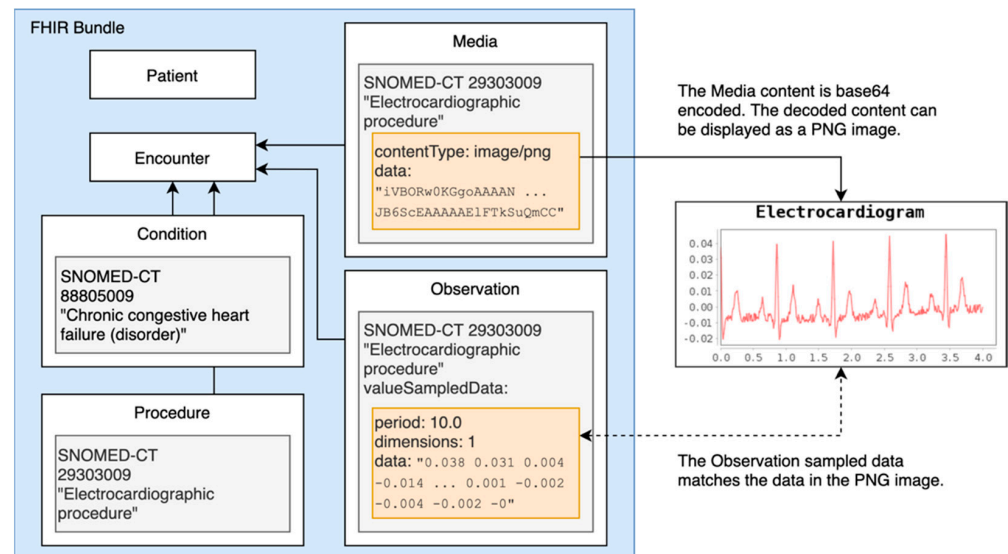 FHIR Bundle
Patient
Encounter
Condition
SNOMED-CT
88805009
"Chronic congestive heart
failure (disorder)"
Procedure
SNOMED-CT
29303009
"Electrocardiographic
procedure"
Media
SNOMED-CT 29303009
"Electrocardiographic
procedure"
contentType: image/png
data:
"iVBORw0KGgoAAAAN ...
JB6ScEAAAAAElFTkSuQmCC"
Observation
SNOMED-CT 29303009
"Electrocardiographic
procedure"
valueSampledData:
period: 10.0
dimensions: 1
data: "0.038 0.031 0.004
-0.014 ... 0.001 -0.002
-0.004 -0.002 -0"
The Media content is base64
encoded. The decoded content can
be displayed as a PNG image.
Electrocardiogram
0.04
0.03
0.02
0.01
0.00
-0.01
-0.02
0.0 0.5 1.0 1.5 2.0 2.5 3.0 3.5 4.0
The Observation sampled data
matches the data in the PNG image.